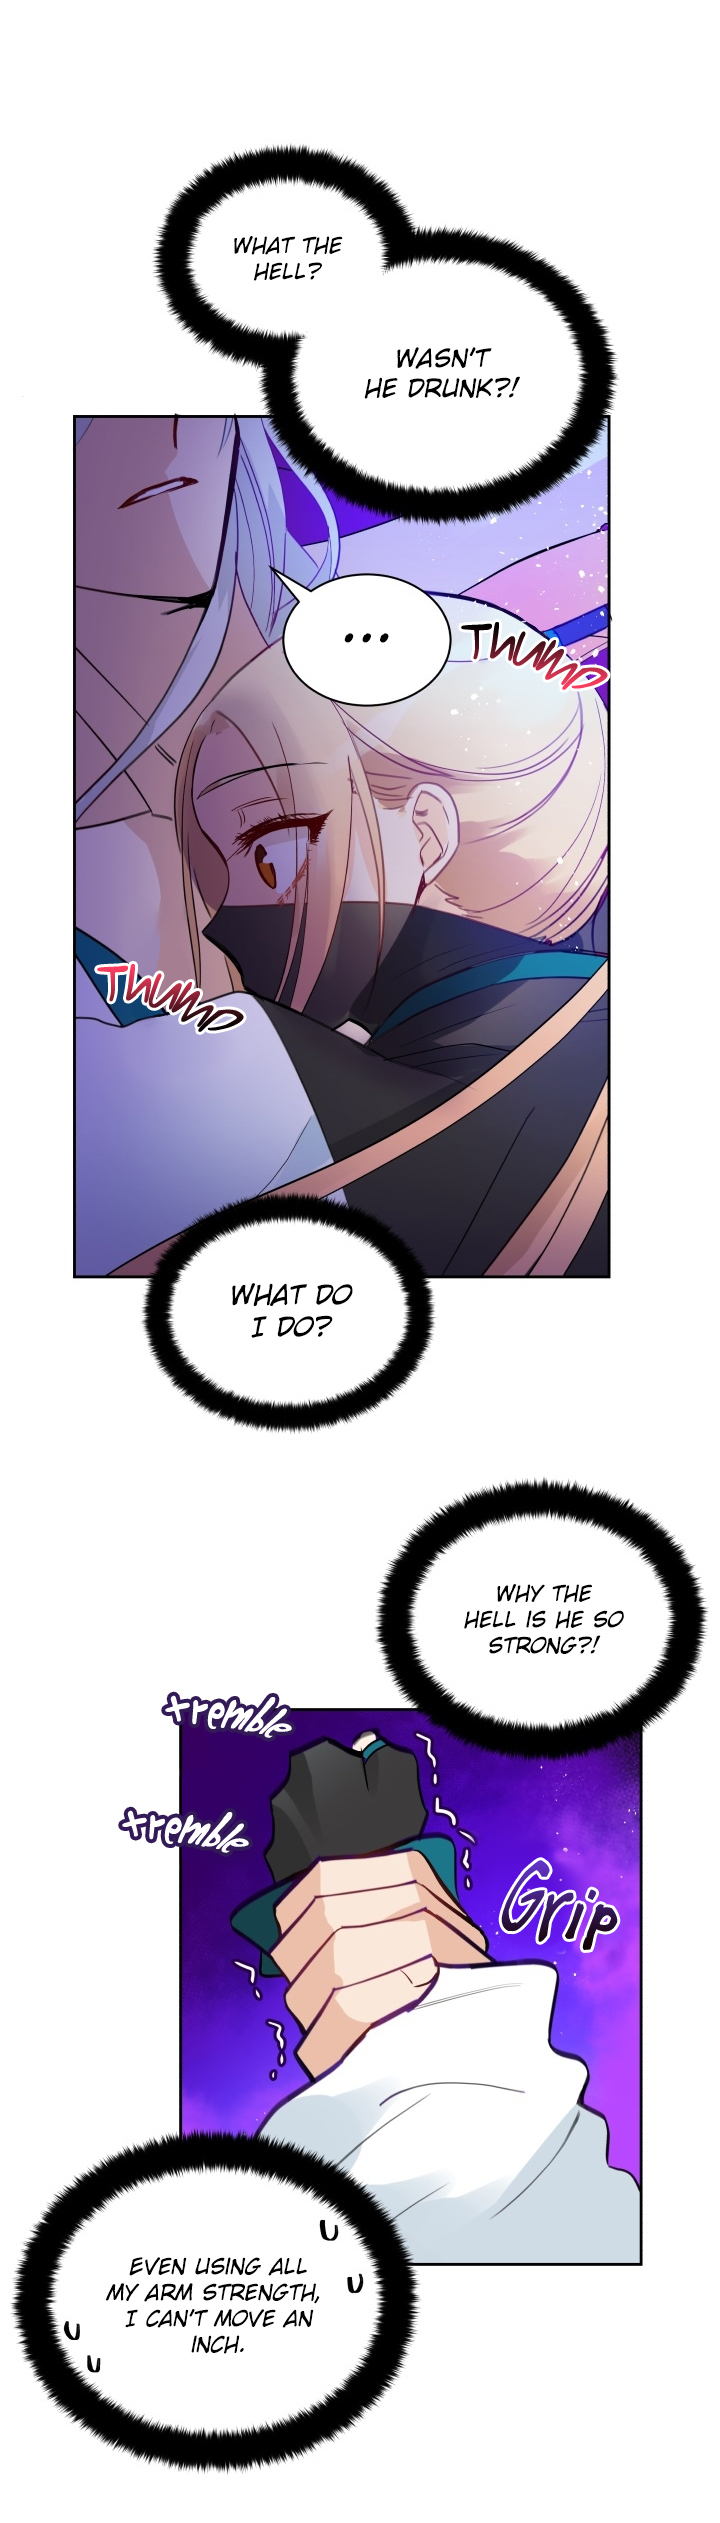 WHAT THE
HELL?
WASN'T
HE DRUNK?!
...
THUMP
THUMP
WHAT DO
I DO?
WHY THE
HELL IS HE SO
STRONG?!
tremble
tremble
Grip
EVEN USING ALL
MY ARM STRENGTH,
I CAN'T MOVE AN
INCH.